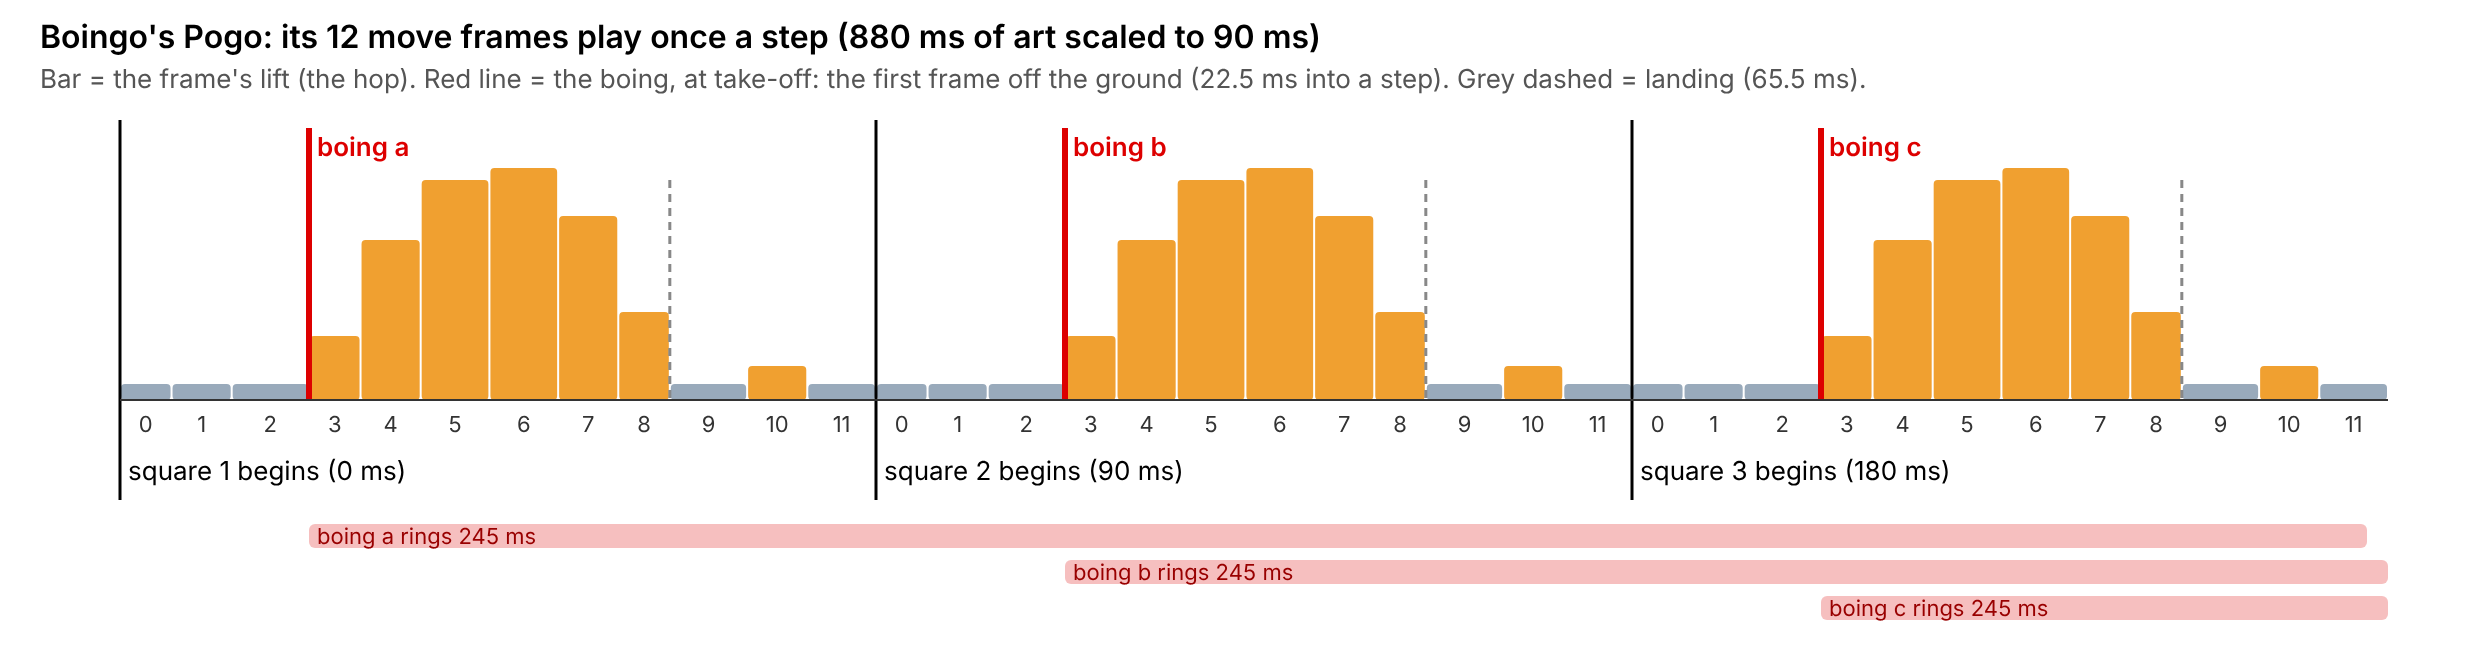 Boingo's Pogo: its 12 move frames play once a step (880 ms of art scaled to 90 ms)
Bar = the frame's lift (the hop). Red line = the boing, at take-off: the first frame off the ground (22.5 ms into a step). Grey dashed = landing (65.5 ms).
boing a boing b boing c
0 1 2 3 4 5 6 7 8 9 10 11 0 1 2 3 4 5 6 7 8 9 10 11 0 1 2 3 4 5 6 7 8 9 10 11
square 1 begins (0 ms) square 2 begins (90 ms) square 3 begins (180 ms)
boing a rings 245 ms
boing b rings 245 ms
boing c rings 245 ms